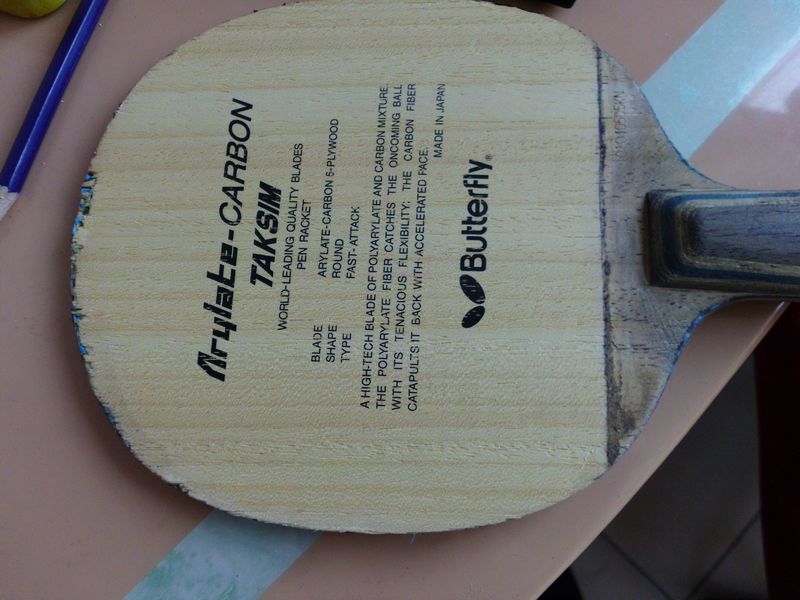 Arylate-CARBON
TAKSIM
WORLD-LEADING QUALITY BLADES
PEN RACKET
BLADE ARYLATE-CARBON 5-PLYWOOD
SHAPE ROUND
TYPE FAST-ATTACK
A HIGH-TECH BLADE OF POLYARYLATE AND CARBON MIXTURE.
THE POLYARYLATE FIBER CATCHES THE ONCOMING BALL
WITH ITS TENACIOUS FLEXIBILITY: THE CARBON FIBER
CATAPULTS IT BACK WITH ACCELERATED PACE.
MADE IN JAPAN
Butterfly®